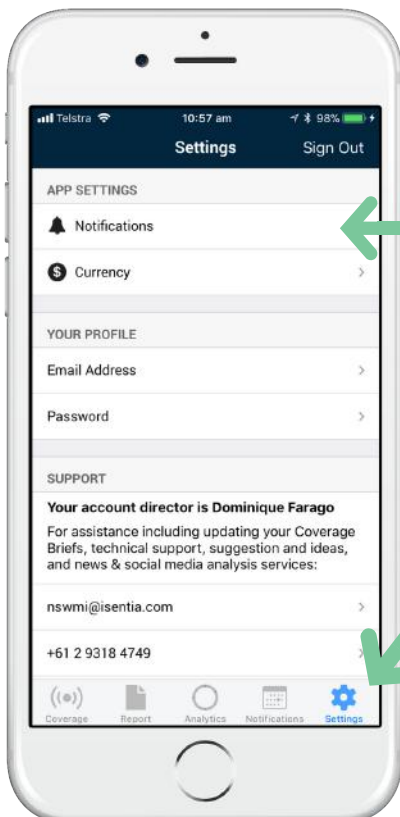 Telstra 10:57 am 98%
Settings Sign Out
APP SETTINGS
Notifications
$ Currency
YOUR PROFILE
Email Address
Password
SUPPORT
Your account director is Dominique Farago
For assistance including updating your Coverage
Briefs, technical support, suggestion and ideas,
and news & social media analysis services:
nswmi@isentia.com
+61 2 9318 4749
Coverage Report Analytics Notifications Settings